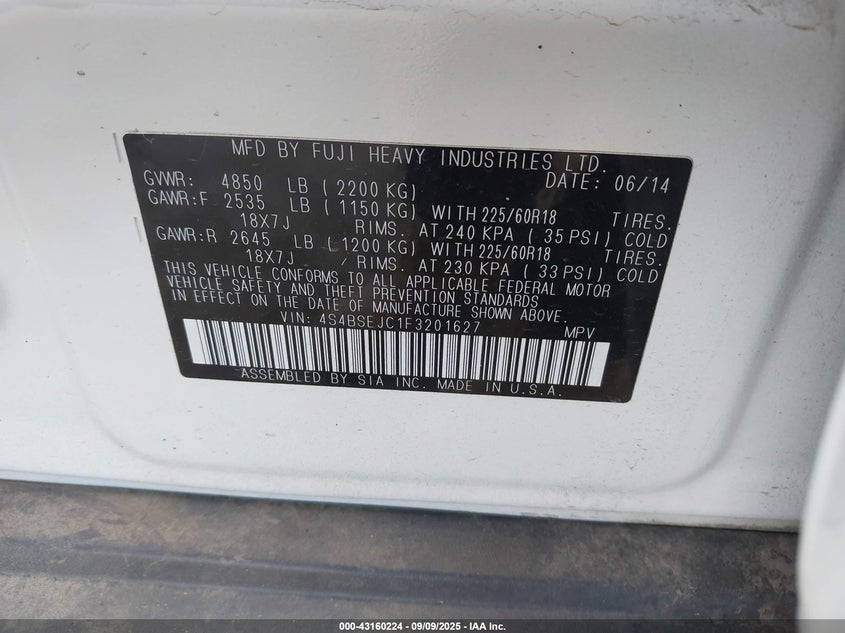 MFD BY FUJI HEAVY INDUSTRIES LTD.
GVWR: 4850 LB (2200 KG) DATE: 06/14
GAWR:F 2535 LB (1150 KG) WITH 225/60R18 TIRES.
18X7J RIMS. AT 240 KPA (35 PSI) COLD
GAWR:R 2645 LB (1200 KG) WITH 225/60R18 TIRES.
18X7J RIMS. AT 230 KPA (33 PSI) COLD
THIS VEHICLE CONFORMS TO ALL APPLICABLE FEDERAL MOTOR
VEHICLE SAFETY AND THEFT PREVENTION STANDARDS
IN EFFECT ON THE DATE OF MANUFACTURE SHOWN ABOVE.
VIN: 4S4BSEJC1F3201627 MPV
ASSEMBLED BY SIA INC. MADE IN U.S.A.
000-43160224 - 09/09/2025 - IAA Inc.